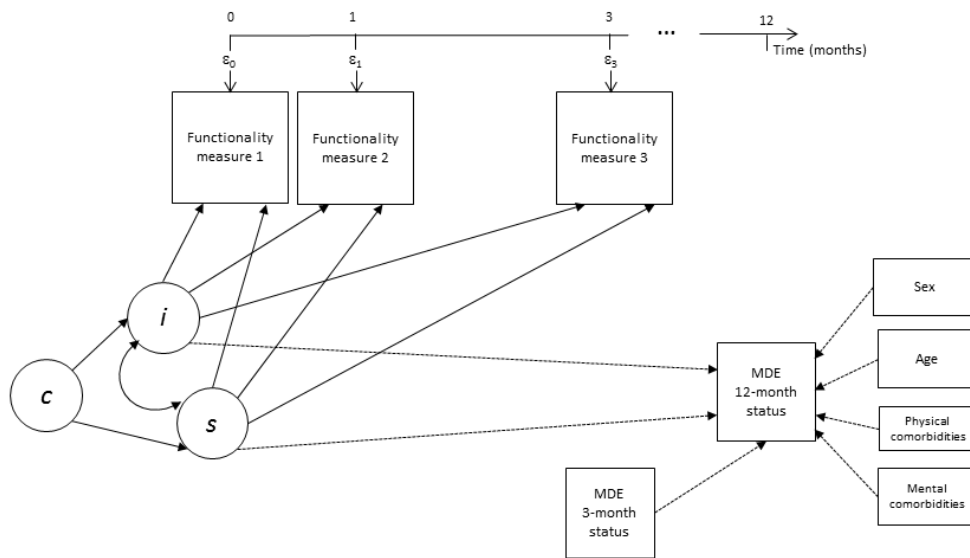 0
1
3
12
...
Time (months)
ε0
ε1
ε3
Functionality
measure 1
Functionality
measure 2
Functionality
measure 3
i
c
s
MDE
12-month
status
MDE
3-month
status
Sex
Age
Physical
comorbidities
Mental
comorbidities